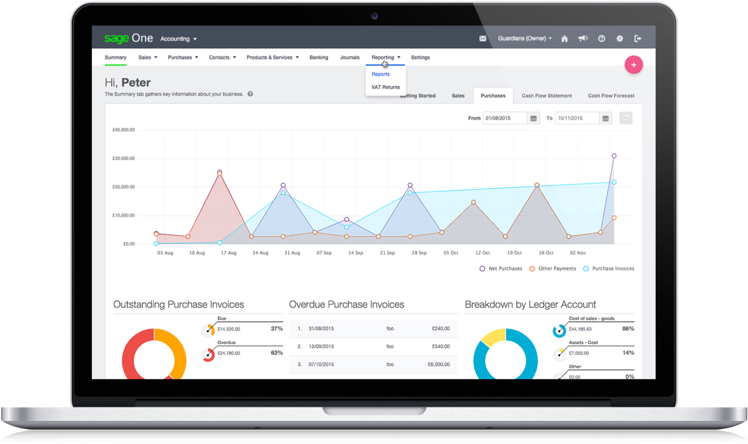 sage One Accounting
Guardians (Owner)
Summary Sales Purchases Contacts Products & Services Banking Journals Reporting Settings
Reports
VAT Returns
+
Hi, Peter
The Summary tab gathers key information about your business. ?
Getting Started Sales Purchases Cash Flow Statement Cash Flow Forecast
From 01/08/2015 To 10/11/2015
£40,000.00
£30,000.00
£20,000.00
£10,000.00
£0.00
03 Aug 10 Aug 17 Aug 24 Aug 31 Aug 07 Sep 14 Sep 21 Sep 28 Sep 05 Oct 12 Oct 19 Oct 26 Oct 02 Nov
Net Purchases Other Payments Purchase Invoices
Outstanding Purchase Invoices
Due
£14,520.00 37%
Overdue
£24,780.00 63%
Overdue Purchase Invoices
1. 31/08/2015 foo £240.00
2. 13/09/2015 foo £540.00
3. 07/10/2015 foo £6,000.00
Breakdown by Ledger Account
Cost of sales - goods
£44,185.63 86%
Assets - Cost
£7,000.00 14%
Other
£0.00 0%